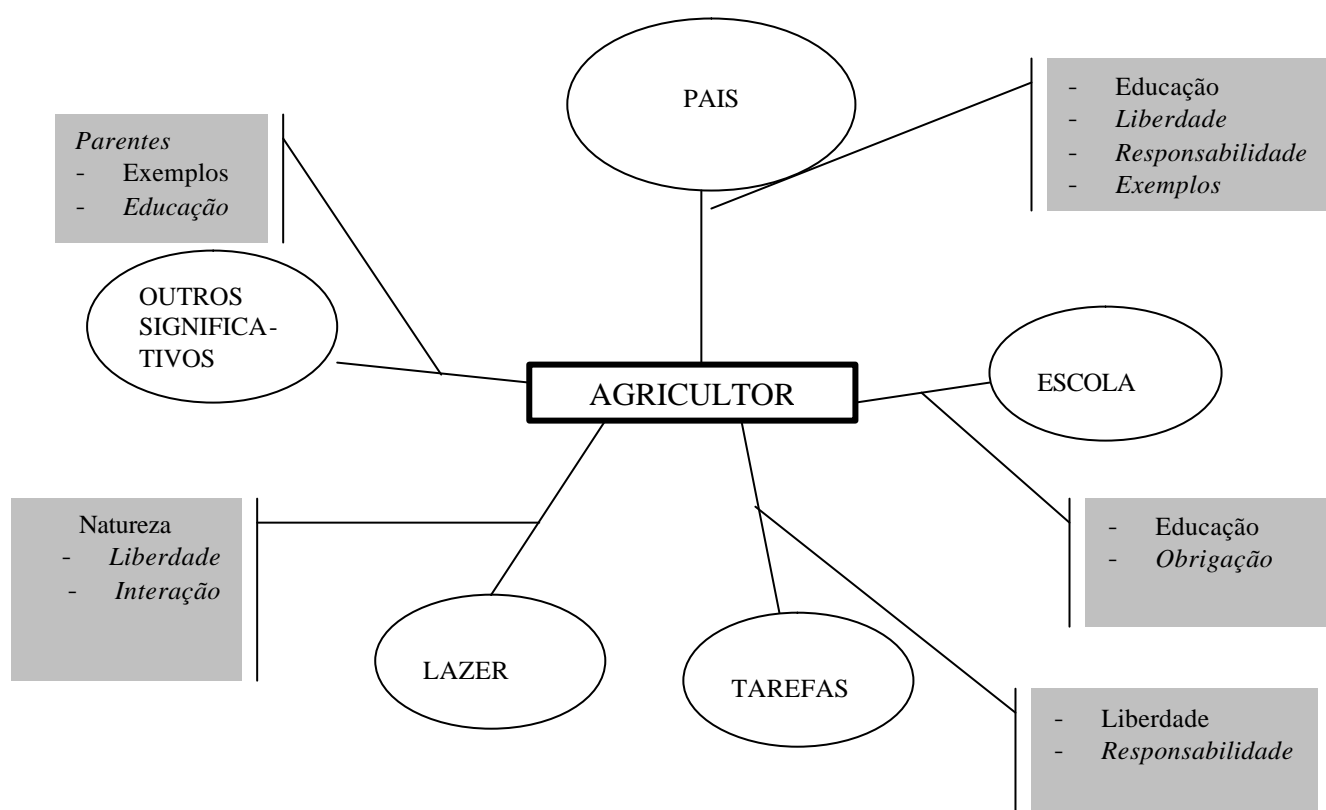 PAIS
- Educação
- Liberdade
- Responsabilidade
- Exemplos
Parentes
- Exemplos
- Educação
OUTROS
SIGNIFICA-
TIVOS
AGRICULTOR
ESCOLA
Natureza
- Liberdade
- Interação
- Educação
- Obrigação
LAZER
TAREFAS
- Liberdade
- Responsabilidade